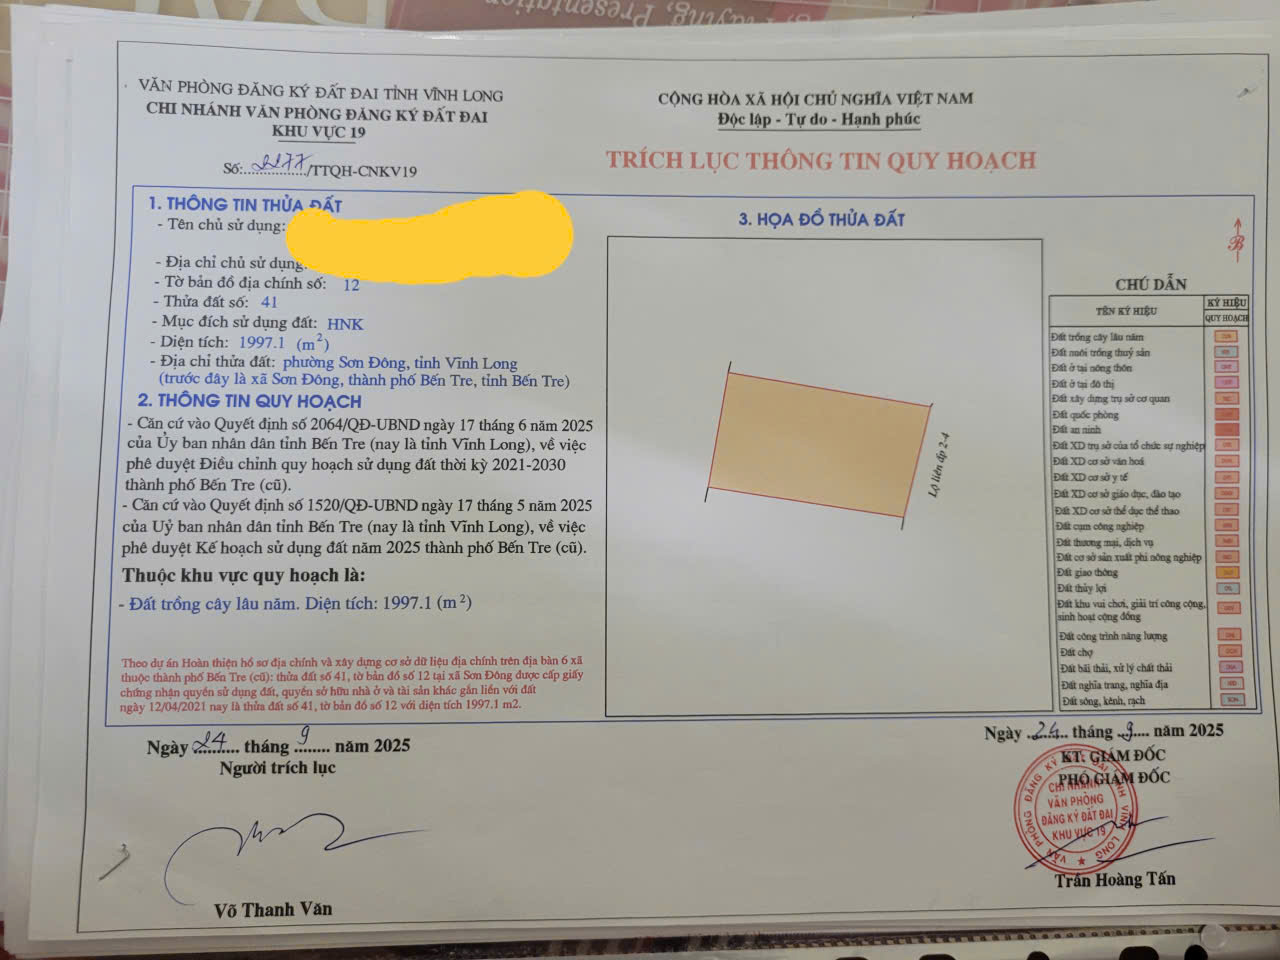 Playing, Presentation
VĂN PHÒNG ĐĂNG KÝ ĐẤT ĐAI TỈNH VĨNH LONG
CHI NHÁNH VĂN PHÒNG ĐĂNG KÝ ĐẤT ĐAI
KHU VỰC 19
Số:..2277../TTQH-CNKV19
CỘNG HÒA XÃ HỘI CHỦ NGHĨA VIỆT NAM
Độc lập - Tự do - Hạnh phúc
TRÍCH LỤC THÔNG TIN QUY HOẠCH
1. THÔNG TIN THỬA ĐẤT
- Tên chủ sử dụng:
- Địa chỉ chủ sử dụng:
- Tờ bản đồ địa chính số: 12
- Thửa đất số: 41
- Mục đích sử dụng đất: HNK
- Diện tích: 1997.1 (m²)
- Địa chỉ thửa đất: phường Sơn Đông, tỉnh Vĩnh Long
(trước đây là xã Sơn Đông, thành phố Bến Tre, tỉnh Bến Tre)
2. THÔNG TIN QUY HOẠCH
- Căn cứ vào Quyết định số 2064/QĐ-UBND ngày 17 tháng 6 năm 2025
của Ủy ban nhân dân tỉnh Bến Tre (nay là tỉnh Vĩnh Long), về việc
phê duyệt Điều chỉnh quy hoạch sử dụng đất thời kỳ 2021-2030
thành phố Bến Tre (cũ).
- Căn cứ vào Quyết định số 1520/QĐ-UBND ngày 17 tháng 5 năm 2025
của Uỷ ban nhân dân tỉnh Bến Tre (nay là tỉnh Vĩnh Long), về việc
phê duyệt Kế hoạch sử dụng đất năm 2025 thành phố Bến Tre (cũ).
Thuộc khu vực quy hoạch là:
- Đất trồng cây lâu năm. Diện tích: 1997.1 (m²)
Theo dự án Hoàn thiện hồ sơ địa chính và xây dựng cơ sở dữ liệu địa chính trên địa bàn 6 xã
thuộc thành phố Bến Tre (cũ): thửa đất số 41, tờ bản đồ số 12 tại xã Sơn Đông được cấp giấy
chứng nhận quyền sử dụng đất, quyền sở hữu nhà ở và tài sản khác gắn liền với đất
ngày 12/04/2021 nay là thửa đất số 41, tờ bản đồ số 12 với diện tích 1997.1 m2.
3. HỌA ĐỒ THỬA ĐẤT
Lộ liên ấp 2-4
B
CHÚ DẪN
TÊN KÝ HIỆU
KÝ HIỆU
QUY HOẠCH
Đất trồng cây lâu năm
Đất nuôi trồng thuỷ sản
Đất ở tại nông thôn
Đất ở tại đô thị
Đất xây dựng trụ sở cơ quan
Đất quốc phòng
Đất an ninh
Đất XD trụ sở của tổ chức sự nghiệp
Đất XD cơ sở văn hoá
Đất XD cơ sở y tế
Đất XD cơ sở giáo dục, đào tạo
Đất XD cơ sở thể dục thể thao
Đất cụm công nghiệp
Đất thương mại, dịch vụ
Đất cơ sở sản xuất phi nông nghiệp
Đất giao thông
Đất thủy lợi
Đất khu vui chơi, giải trí công cộng,
sinh hoạt cộng đồng
Đất công trình năng lượng
Đất chợ
Đất bãi thải, xử lý chất thải
Đất nghĩa trang, nghĩa địa
Đất sông, kênh, rạch
Ngày ..24.... tháng ..9.... năm 2025
Người trích lục
Võ Thanh Văn
Ngày ..24.... tháng ..9.... năm 2025
KT. GIÁM ĐỐC
PHÓ GIÁM ĐỐC
VĂN PHÒNG ĐĂNG KÝ ĐẤT ĐAI TỈNH VĨNH LONG
CHI NHÁNH
VĂN PHÒNG
ĐĂNG KÝ ĐẤT ĐAI
KHU VỰC 19
Trần Hoàng Tấn